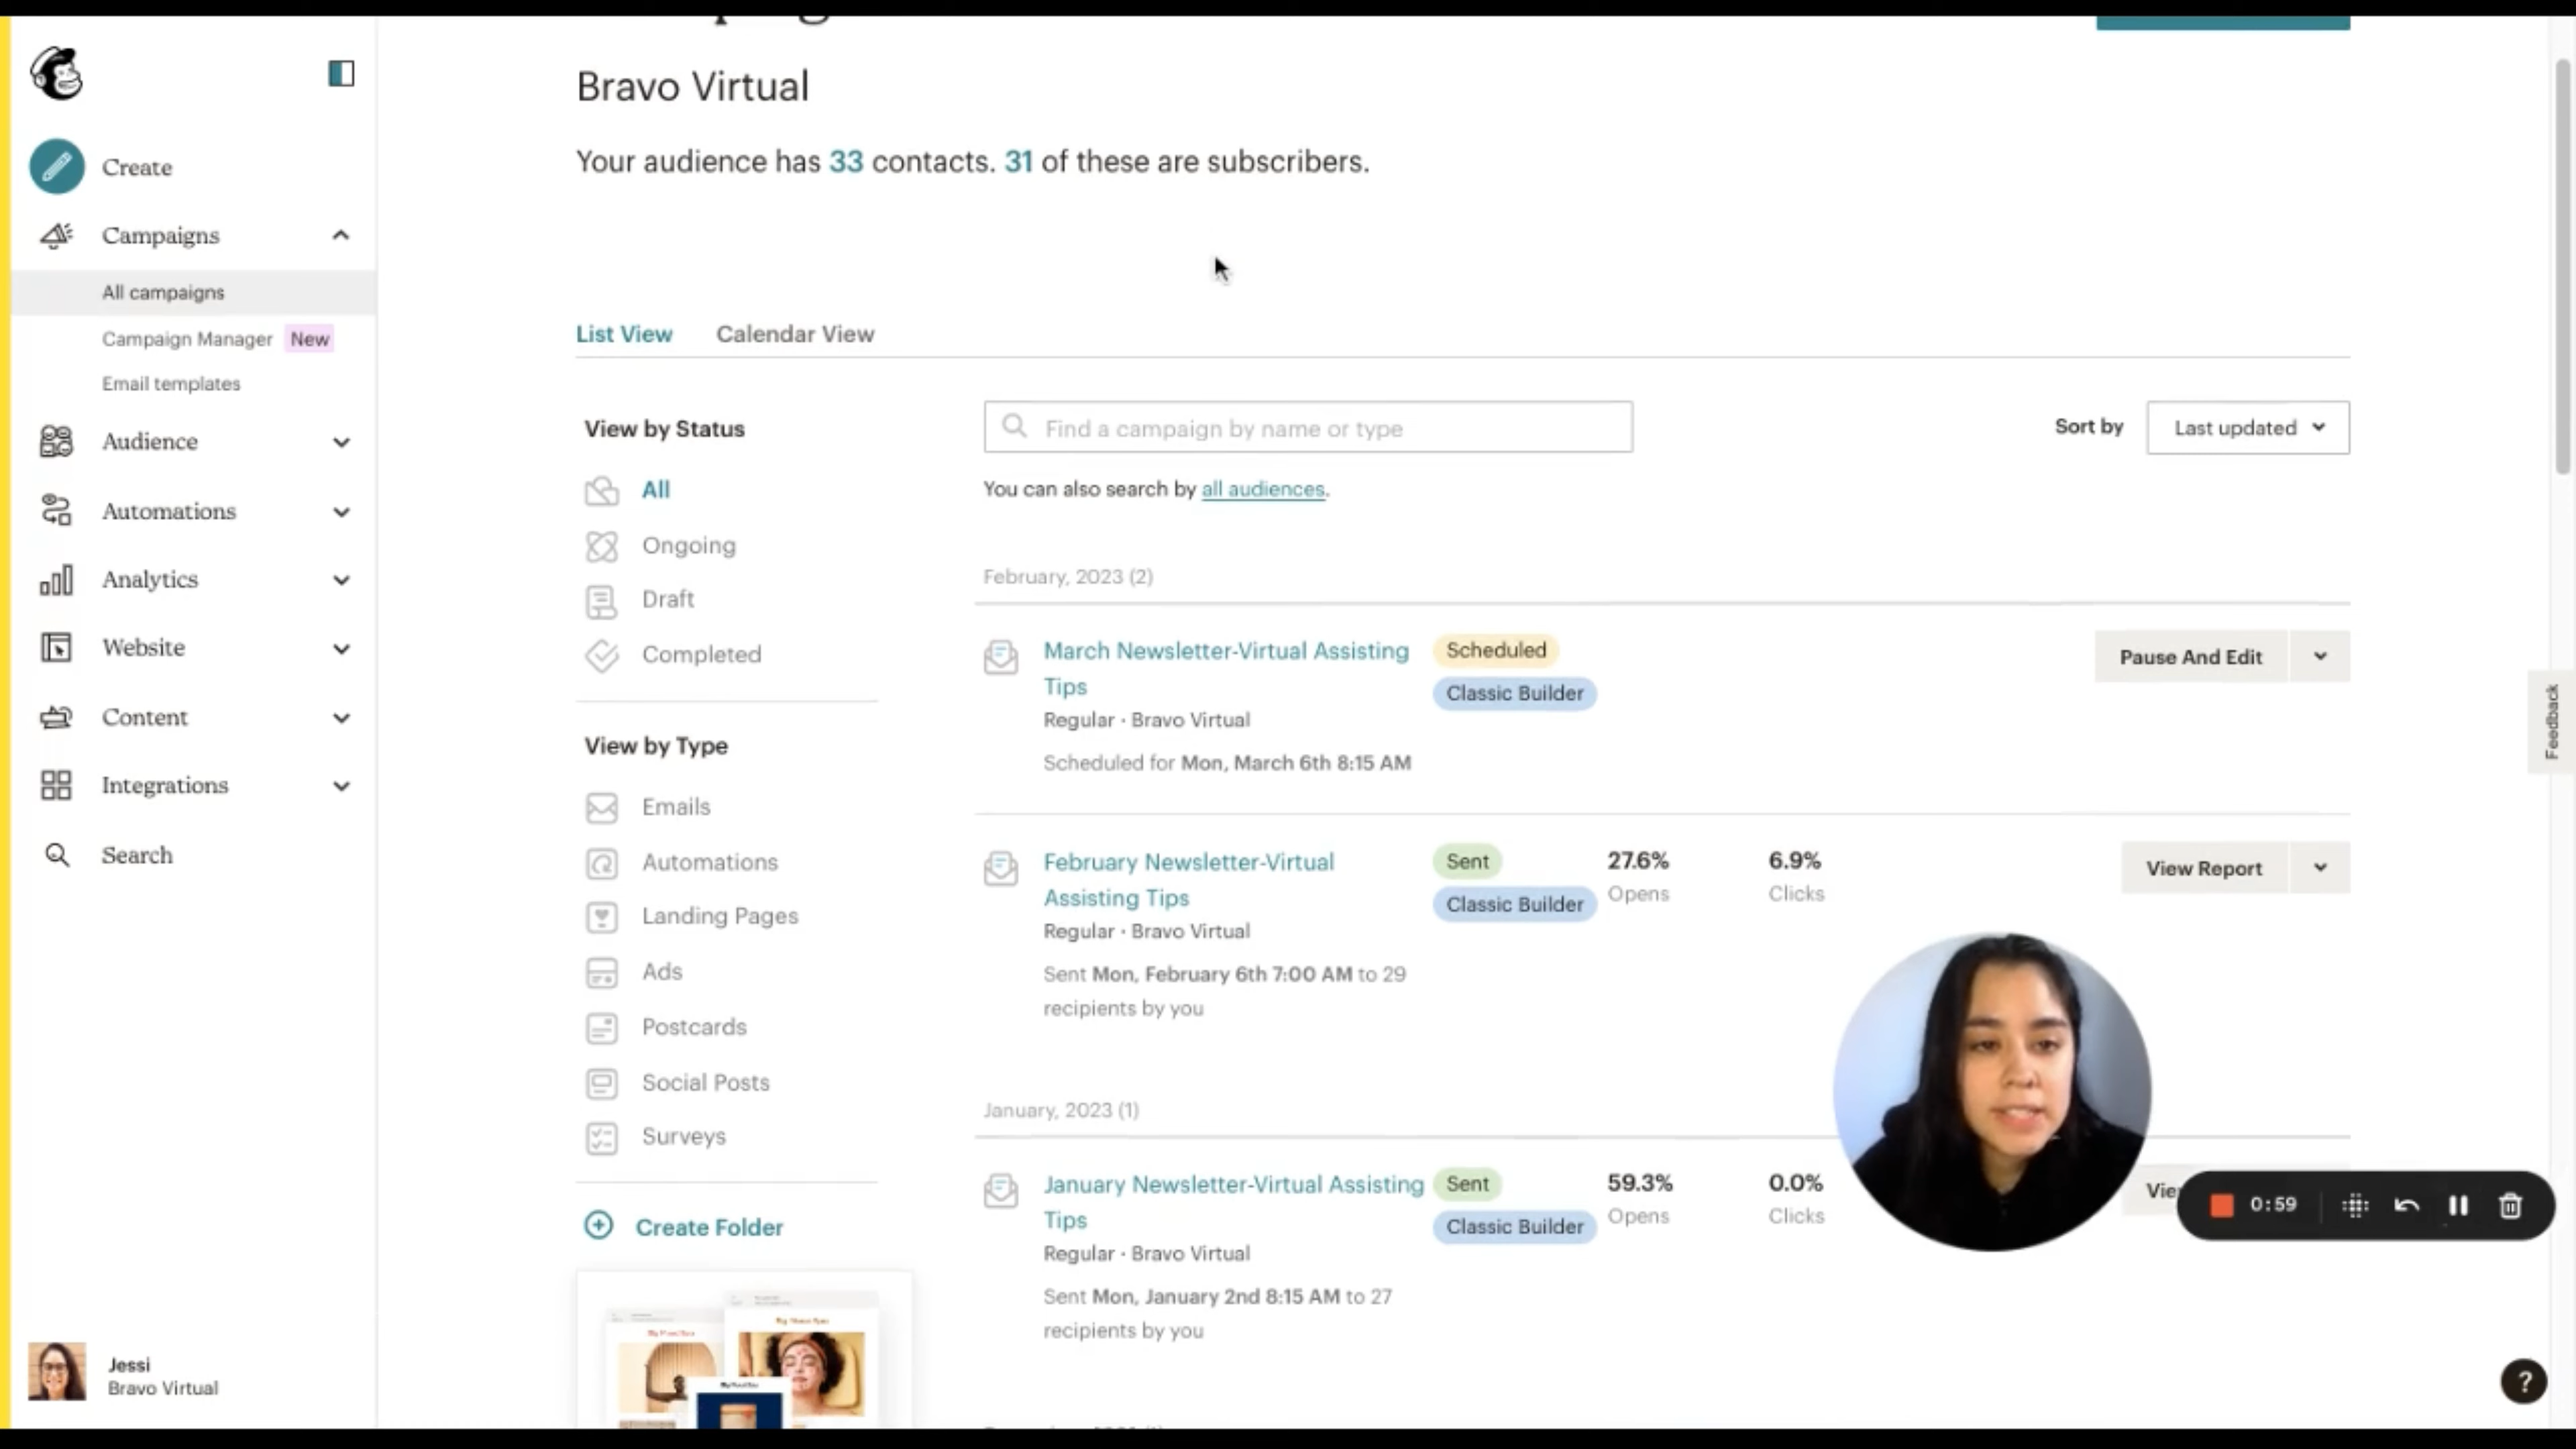 Create
Campaigns
All campaigns
Campaign Manager New
Email templates
Audience
Automations
Analytics
Website
Content
Integrations
Search
Jessi
Bravo Virtual
Bravo Virtual
Your audience has 33 contacts. 31 of these are subscribers.
List View Calendar View
View by Status
All
Ongoing
Draft
Completed
View by Type
Emails
Automations
Landing Pages
Ads
Postcards
Social Posts
Surveys
Create Folder
Find a campaign by name or type
Sort by Last updated
You can also search by all audiences.
February, 2023 (2)
March Newsletter-Virtual Assisting
Tips
Regular · Bravo Virtual
Scheduled for Mon, March 6th 8:15 AM
Scheduled
Classic Builder
Pause And Edit
February Newsletter-Virtual
Assisting Tips
Regular · Bravo Virtual
Sent Mon, February 6th 7:00 AM to 29
recipients by you
Sent
Classic Builder
27.6%
Opens
6.9%
Clicks
View Report
January, 2023 (1)
January Newsletter-Virtual Assisting
Tips
Regular · Bravo Virtual
Sent Mon, January 2nd 8:15 AM to 27
recipients by you
Sent
Classic Builder
59.3%
Opens
0.0%
Clicks
0:59
Feedback
?